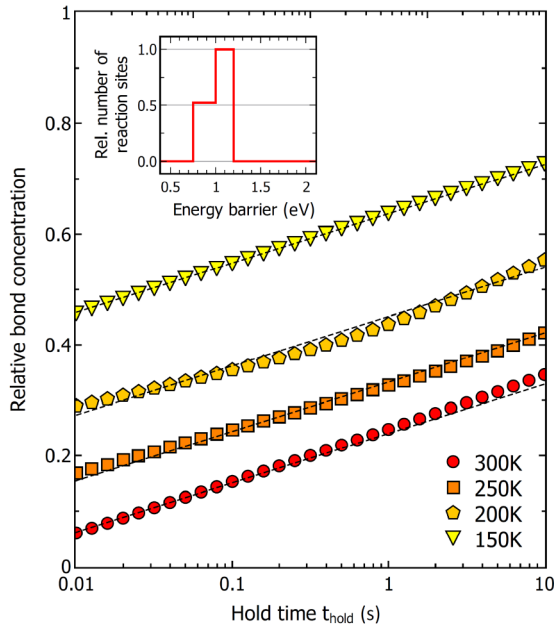 1
0.8
0.6
0.4
0.2
0
Relative bond concentration
1.0
0.5
0.0
Rel. number of
reaction sites
0.5
1
1.5
2
Energy barrier (eV)
300K
250K
200K
150K
0.01
0.1
1
10
Hold time thold (s)